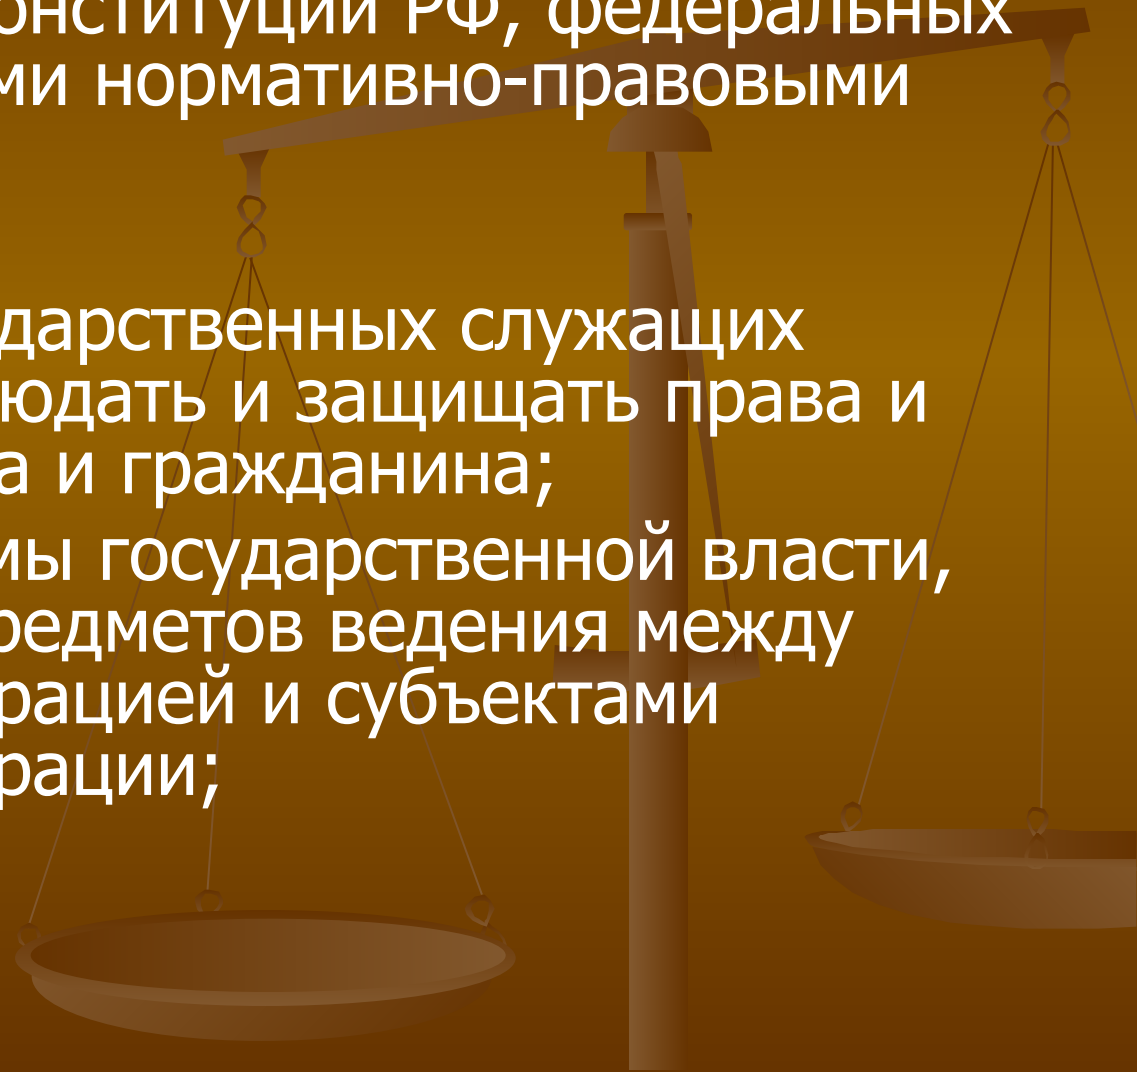 онституции РФ, федеральных
ми нормативно-правовыми
дарственных служащих
юдать и защищать права и
а и гражданина;
мы государственной власти,
редметов ведения между
рацией и субъектами
рации;